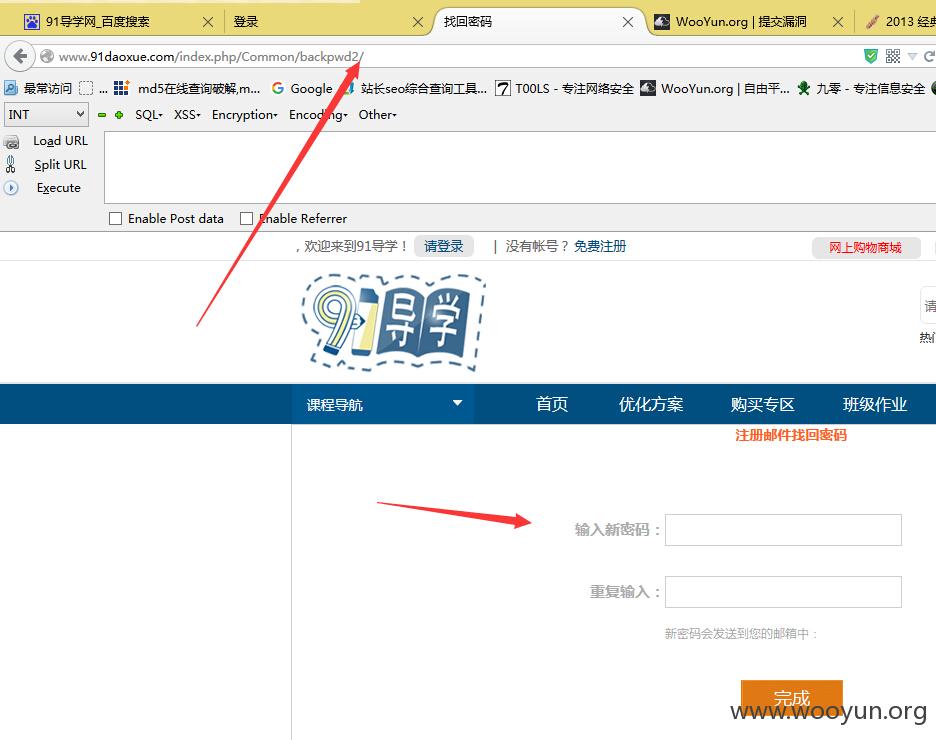 91导学网_百度搜索
登录
找回密码
WooYun.org | 提交漏洞
2013 经典
www.91daoxue.com/index.php/Common/backpwd2/
最常访问
...
md5在线查询破解,m...
Google
站长seo综合查询工具...
T00LS - 专注网络安全
WooYun.org | 自由平...
九零 - 专注信息安全
INT
SQL
XSS
Encryption
Encoding
Other
Load URL
Split URL
Execute
Enable Post data
Enable Referrer
，欢迎来到91导学！ 请登录 | 没有帐号？免费注册
网上购物商城
91导学
请
热门
课程导航
首页
优化方案
购买专区
班级作业
注册邮件找回密码
输入新密码：
重复输入：
新密码会发送到您的邮箱中：
完成
www.wooyun.org